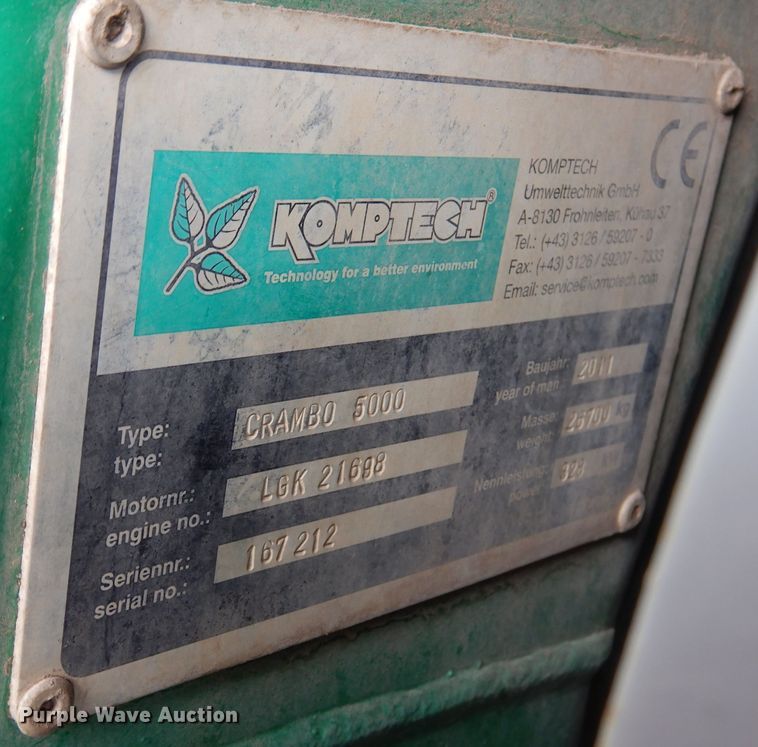 KOMPTECH®
Technology for a better environment
KOMPTECH
Umwelttechnik GmbH
A-8130 Frohnleiten, Kühau 37
Tel.: (+43) 3126 / 59207 - 0
Fax: (+43) 3126 / 59207 - 7333
Email: service@komptech.com
CE
Type:
type: CRAMBO 5000
Motornr.:
engine no.: LGK 21698
Seriennr.:
serial no.: 167 212
Baujahr:
year of man.: 2011
Masse:
weight: kg
Nennleistung:
power:
Purple Wave Auction